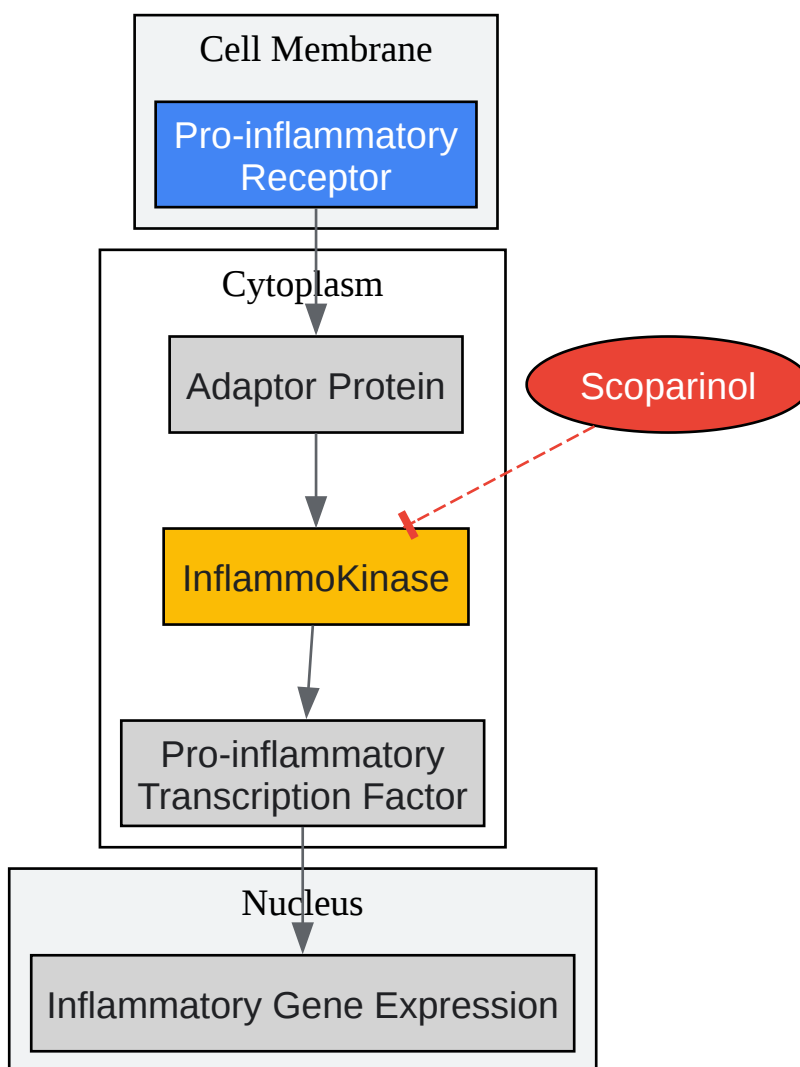 Cell Membrane
Pro-inflammatory
Receptor
Cytoplasm
Adaptor Protein
Scoparinol
InflammoKinase
Pro-inflammatory
Transcription Factor
Nucleus
Inflammatory Gene Expression